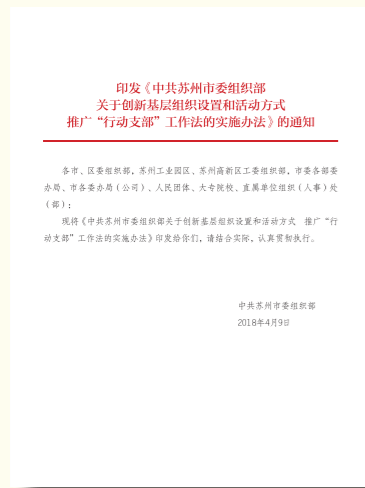 印发《中共苏州市委组织部
关于创新基层组织设置和活动方式
推广“行动支部”工作法的实施办法》的通知
各市、区委组织部，苏州工业园区、苏州高新区工委组织部，市委各部委
办局、市各委办局（公司）、人民团体、大专院校、直属单位组织（人事）处
（部）：
现将《中共苏州市委组织部关于创新基层组织设置和活动方式　推广“行
动支部”工作法的实施办法》印发给你们，请结合实际，认真贯彻执行。
中共苏州市委组织部
2018年4月9日